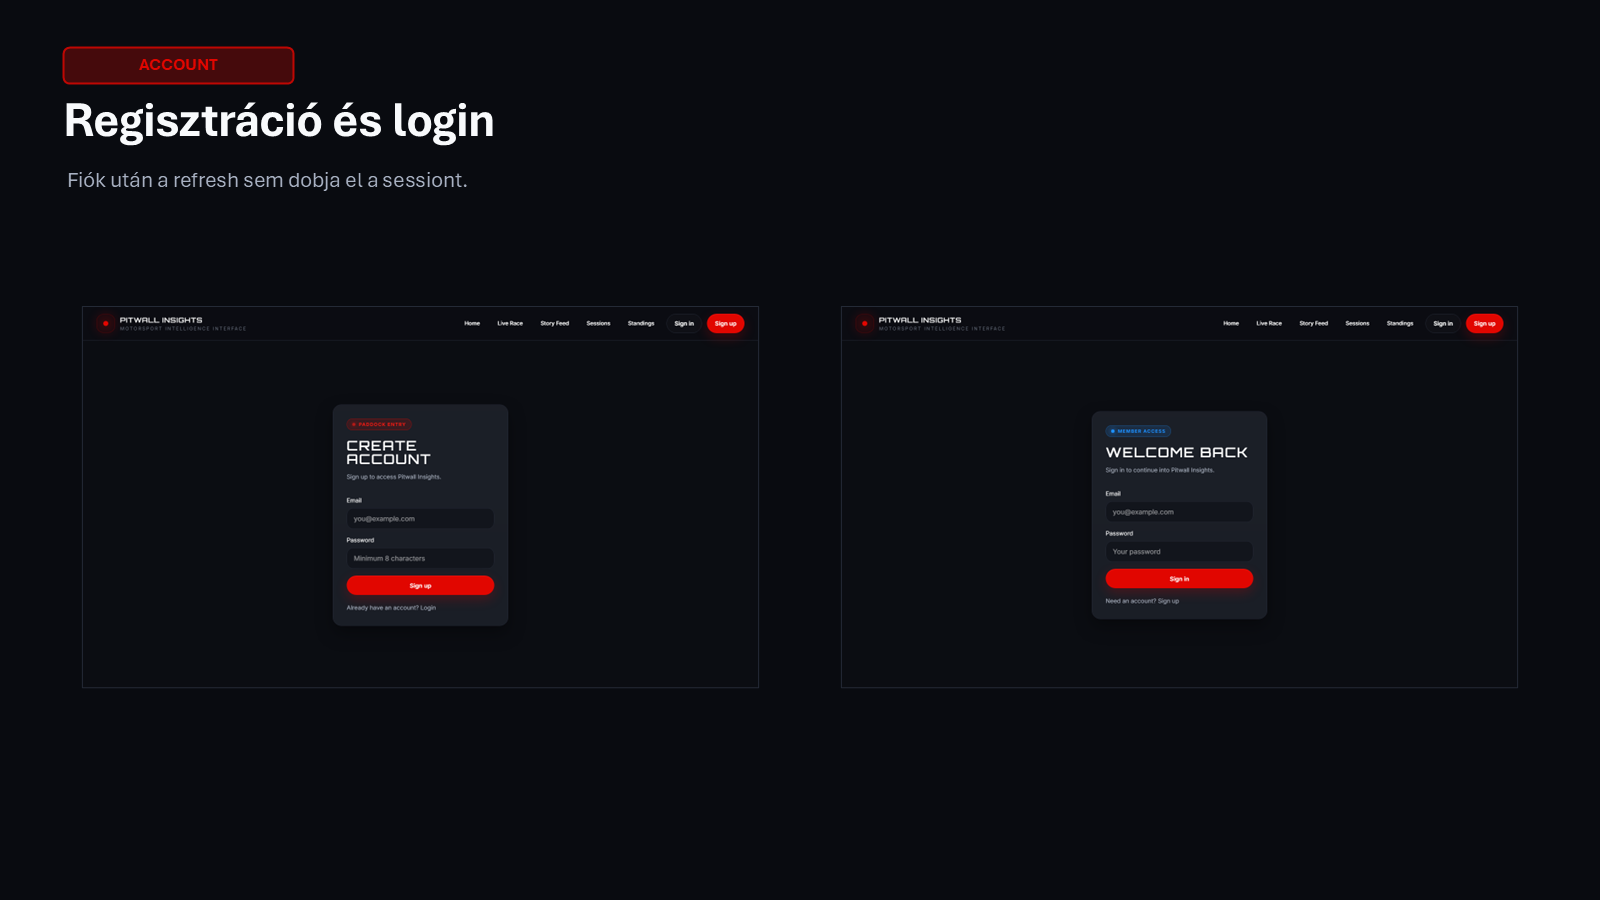 ACCOUNT
Regisztráció és login
Fiók után a refresh sem dobja el a sessiont.
PITWALL INSIGHTS
MOTORSPORT INTELLIGENCE INTERFACE
Home Live Race Story Feed Sessions Standings Sign in Sign up
PADDOCK ENTRY
CREATE
ACCOUNT
Sign up to access Pitwall Insights.
Email
you@example.com
Password
Minimum 8 characters
Sign up
Already have an account? Login
PITWALL INSIGHTS
MOTORSPORT INTELLIGENCE INTERFACE
Home Live Race Story Feed Sessions Standings Sign in Sign up
MEMBER ACCESS
WELCOME BACK
Sign in to continue into Pitwall Insights.
Email
you@example.com
Password
Your password
Sign in
Need an account? Sign up